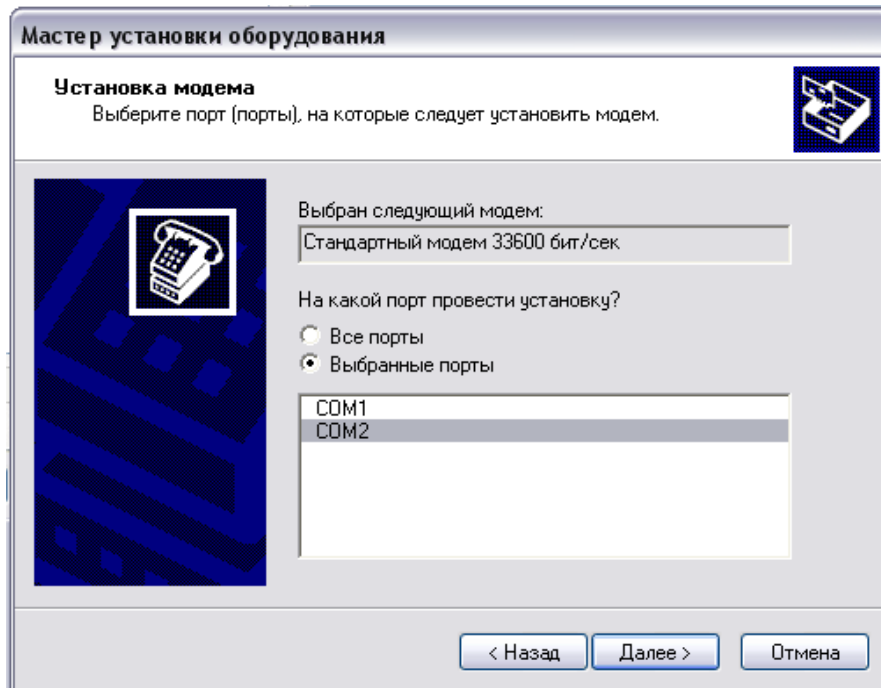 Мастер установки оборудования
Установка модема
Выберите порт (порты), на которые следует установить модем.
Выбран следующий модем:
Стандартный модем 33600 бит/сек
На какой порт провести установку?
Все порты
Выбранные порты
COM1
COM2
< Назад
Далее >
Отмена